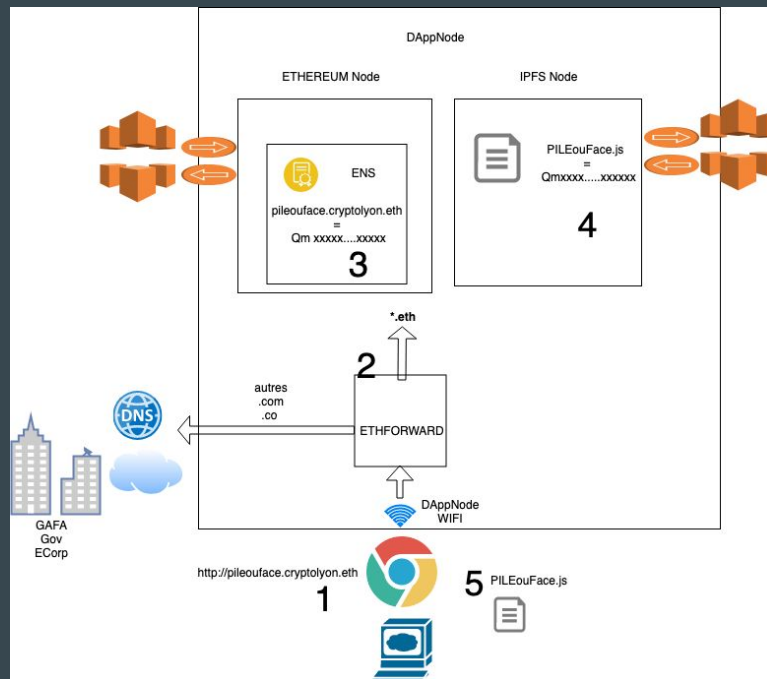 DAppNode
ETHEREUM Node
IPFS Node
ENS
pileouface.cryptolyon.eth
=
Qm xxxxx....xxxxx
3
PILEouFace.js
=
Qmxxxx.....xxxxxx
4
*.eth
2
autres
.com
.co
ETHFORWARD
DNS
GAFA
Gov
ECorp
DAppNode
WIFI
http://pileouface.cryptolyon.eth
1
5
PILEouFace.js